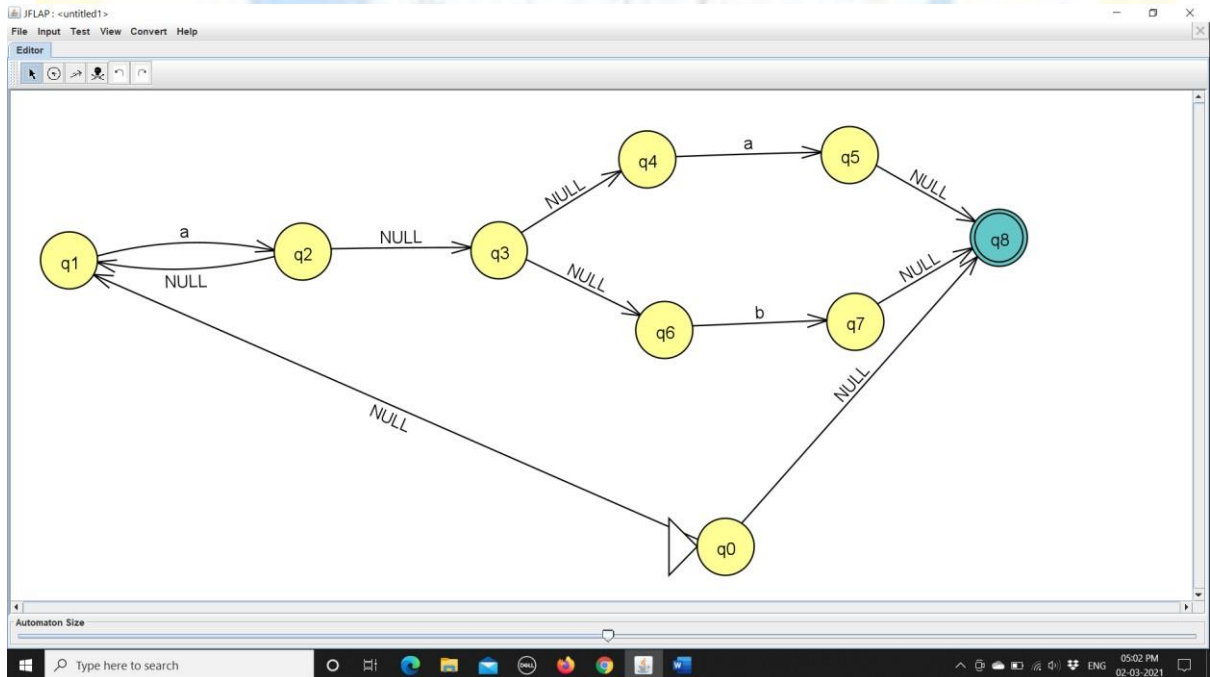 JFLAP : <untitled1>
File Input Test View Convert Help
Editor
q4
a
q5
NULL
NULL
q1
a
q2
NULL
q3
q8
NULL
NULL
NULL
q6
b
q7
NULL
NULL
q0
Automaton Size
Type here to search
DELL
ENG
05:02 PM
02-03-2021